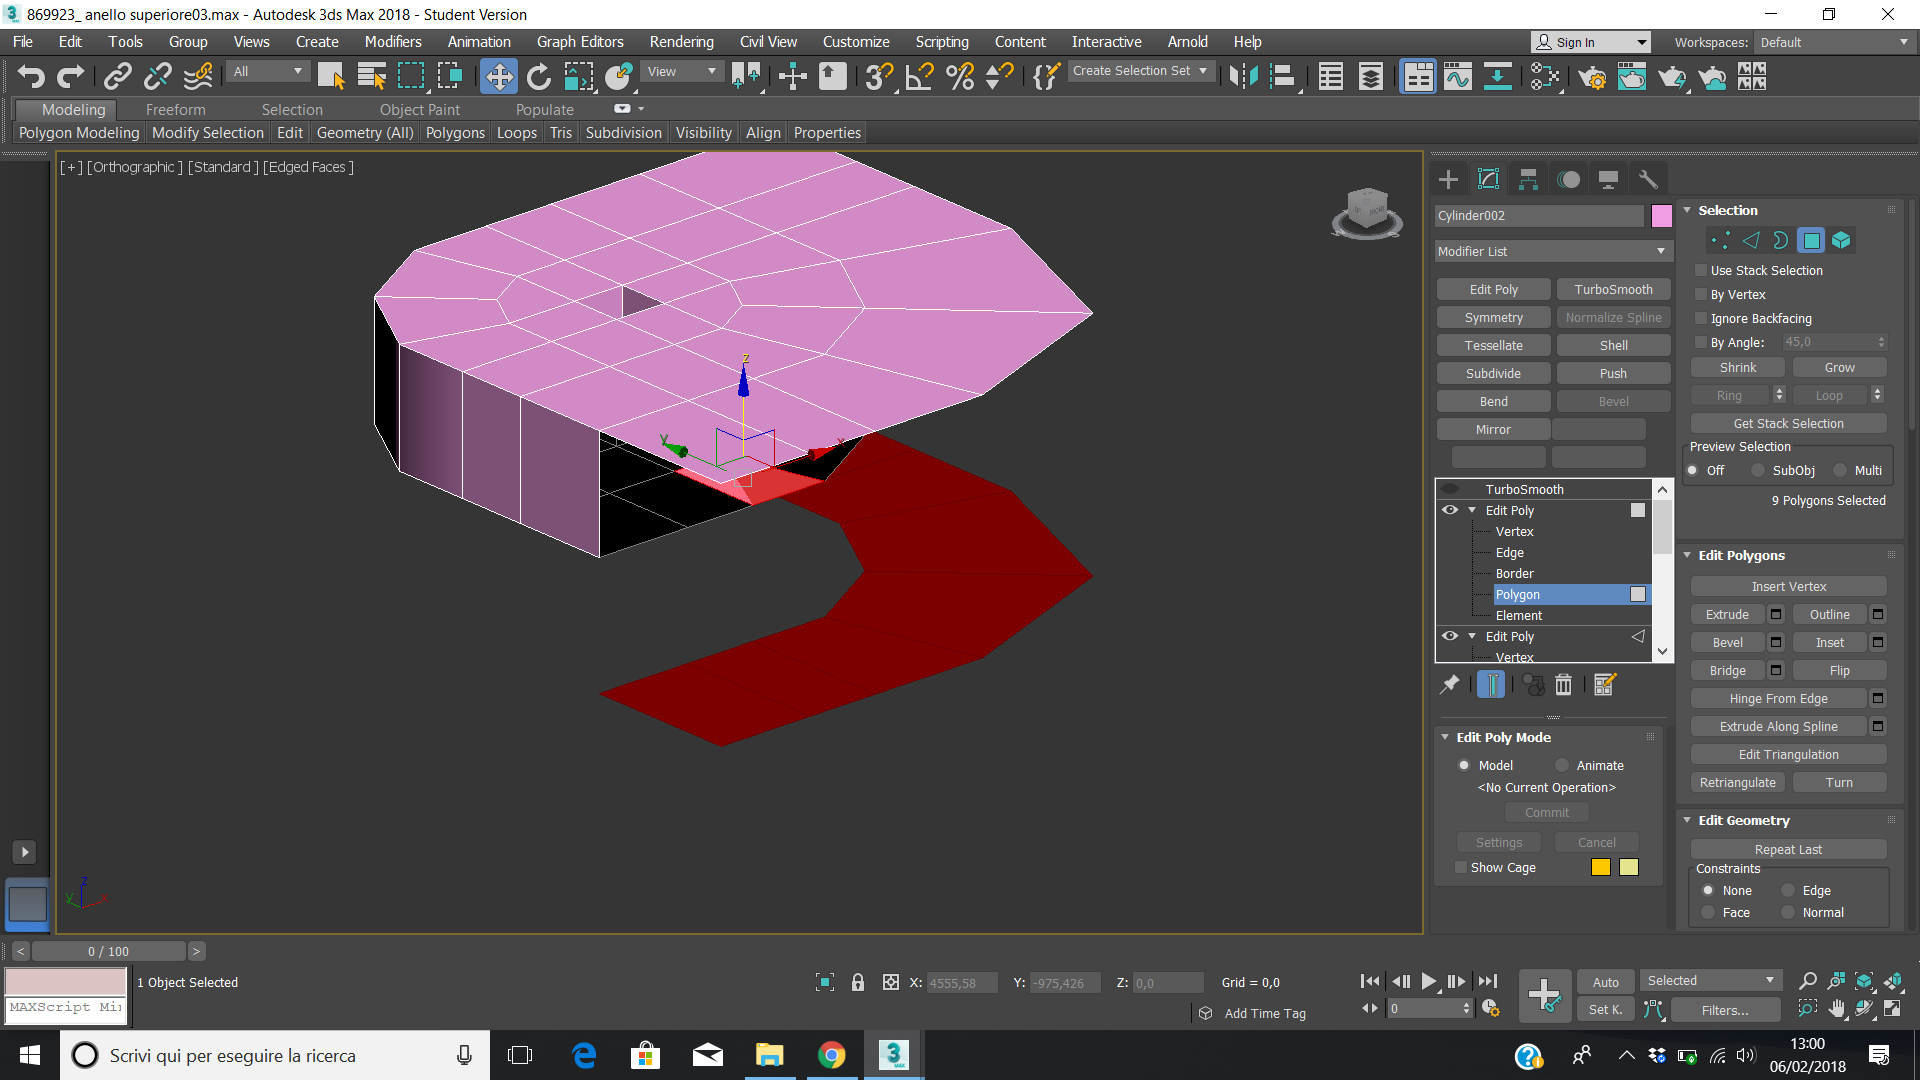 869923_ anello superiore03.max - Autodesk 3ds Max 2018 - Student Version
File Edit Tools Group Views Create Modifiers Animation Graph Editors Rendering Civil View Customize Scripting Content Interactive Arnold Help Sign In Workspaces: Default
All View Create Selection Set
Modeling Freeform Selection Object Paint Populate
Polygon Modeling Modify Selection Edit Geometry (All) Polygons Loops Tris Subdivision Visibility Align Properties
[+] [Orthographic ] [Standard ] [Edged Faces ]
z
y
x
z
y
x
Cylinder002
Modifier List
Edit Poly TurboSmooth
Symmetry Normalize Spline
Tessellate Shell
Subdivide Push
Bend Bevel
Mirror
TurboSmooth
Edit Poly
Vertex
Edge
Border
Polygon
Element
Edit Poly
Vertex
Edit Poly Mode
Model Animate
<No Current Operation>
Commit
Settings Cancel
Show Cage
Selection
Use Stack Selection
By Vertex
Ignore Backfacing
By Angle: 45,0
Shrink Grow
Ring Loop
Get Stack Selection
Preview Selection
Off SubObj Multi
9 Polygons Selected
Edit Polygons
Insert Vertex
Extrude Outline
Bevel Inset
Bridge Flip
Hinge From Edge
Extrude Along Spline
Edit Triangulation
Retriangulate Turn
Edit Geometry
Repeat Last
Constraints
None Edge
Face Normal
< 0 / 100 >
1 Object Selected X: 4555,58 Y: -975,426 Z: 0,0 Grid = 0,0 Auto Selected
MAXScript Mi
Add Time Tag 0 Set K. Filters...
Scrivi qui per eseguire la ricerca
3
MAX
13:00
06/02/2018